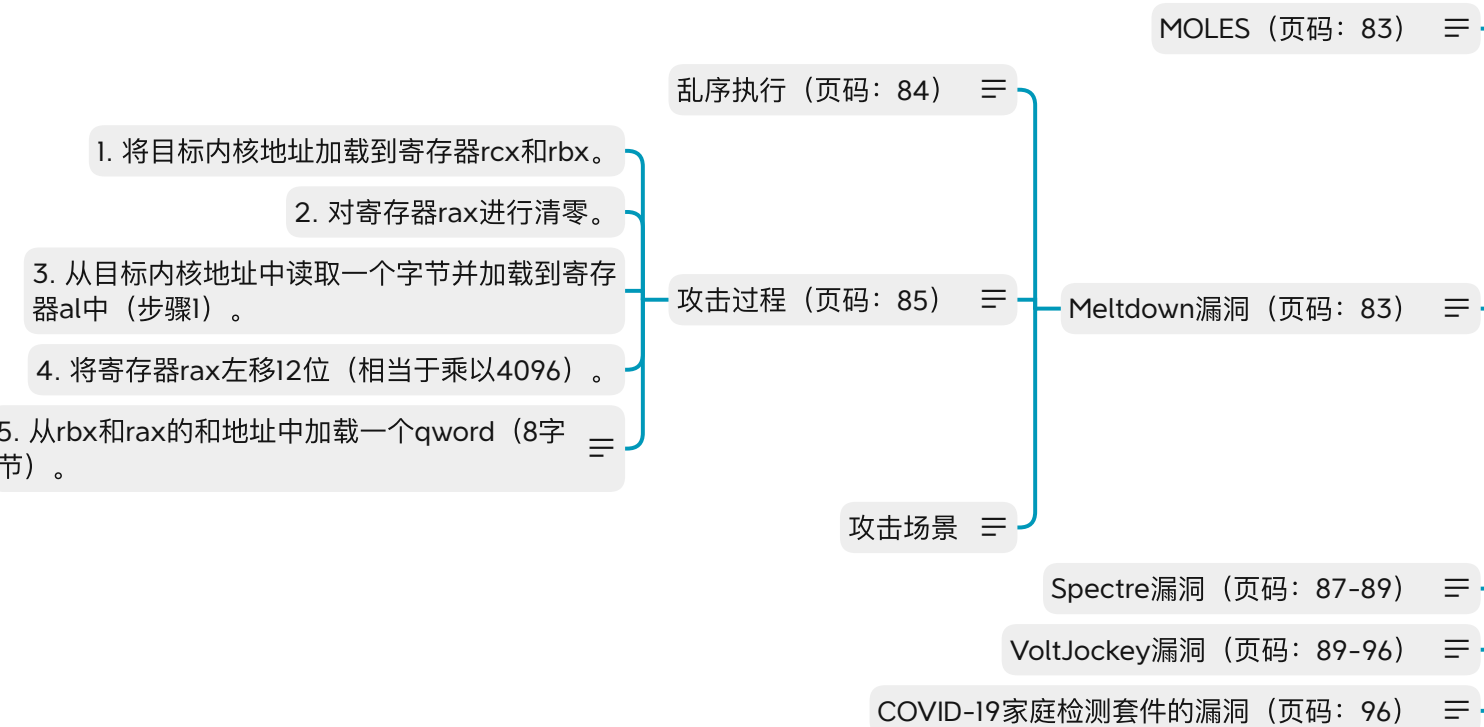 MOLES（页码：83）
乱序执行（页码：84）
1. 将目标内核地址加载到寄存器rcx和rbx。
2. 对寄存器rax进行清零。
3. 从目标内核地址中读取一个字节并加载到寄存
器al中（步骤1）。
攻击过程（页码：85）
Meltdown漏洞（页码：83）
4. 将寄存器rax左移12位（相当于乘以4096）。
5. 从rbx和rax的和地址中加载一个qword（8字
节）。
攻击场景
Spectre漏洞（页码：87-89）
VoltJockey漏洞（页码：89-96）
COVID-19家庭检测套件的漏洞（页码：96）